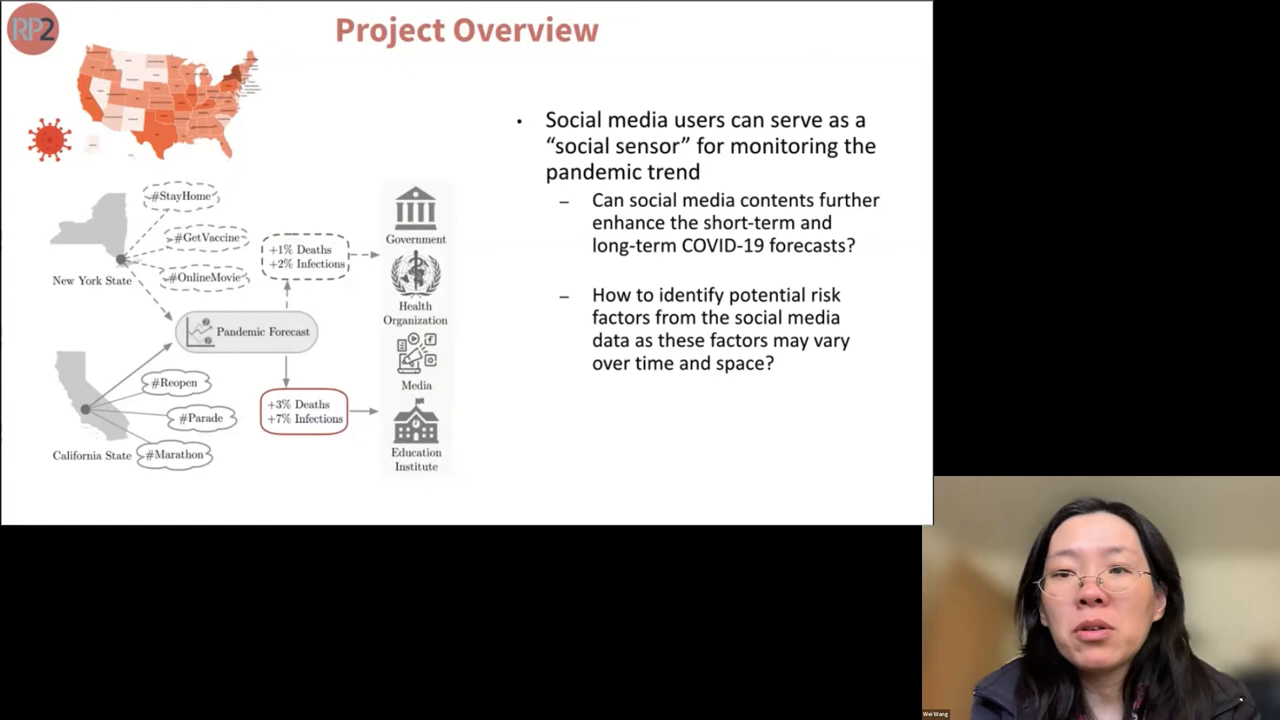 RP2
Project Overview
• Social media users can serve as a
“social sensor” for monitoring the
pandemic trend
– Can social media contents further
enhance the short-term and
long-term COVID-19 forecasts?
– How to identify potential risk
factors from the social media
data as these factors may vary
over time and space?
#StayHome
#GetVaccine
#OnlineMovie
New York State
+1% Deaths
+2% Infections
Pandemic Forecast
#Reopen
#Parade
#Marathon
California State
+3% Deaths
+7% Infections
Government
Health
Organization
Media
Education
Institute
Wei Wang